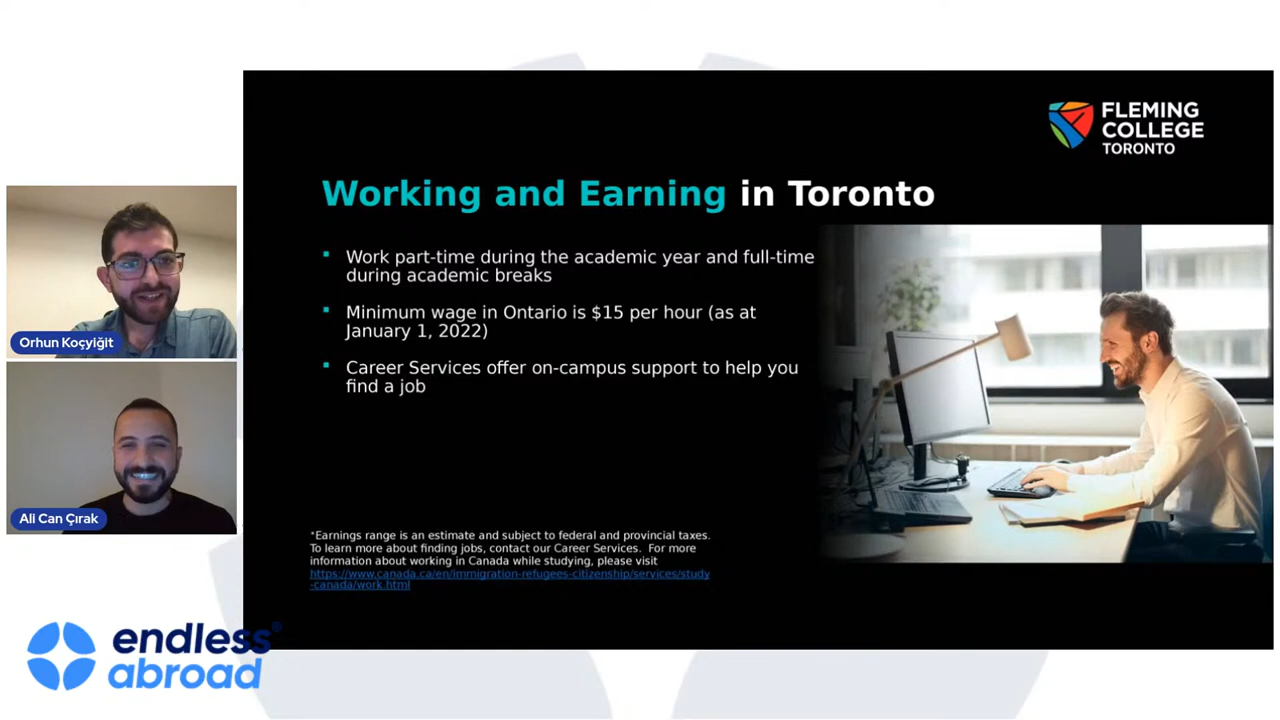 FLEMING
COLLEGE
TORONTO
Working and Earning in Toronto
Work part-time during the academic year and full-time
during academic breaks
Minimum wage in Ontario is $15 per hour (as at
January 1, 2022)
Career Services offer on-campus support to help you
find a job
*Earnings range is an estimate and subject to federal and provincial taxes.
To learn more about finding jobs, contact our Career Services.  For more
information about working in Canada while studying, please visit
https://www.canada.ca/en/immigration-refugees-citizenship/services/study
-canada/work.html
Orhun Koçyiğit
Ali Can Çırak
endless®
abroad